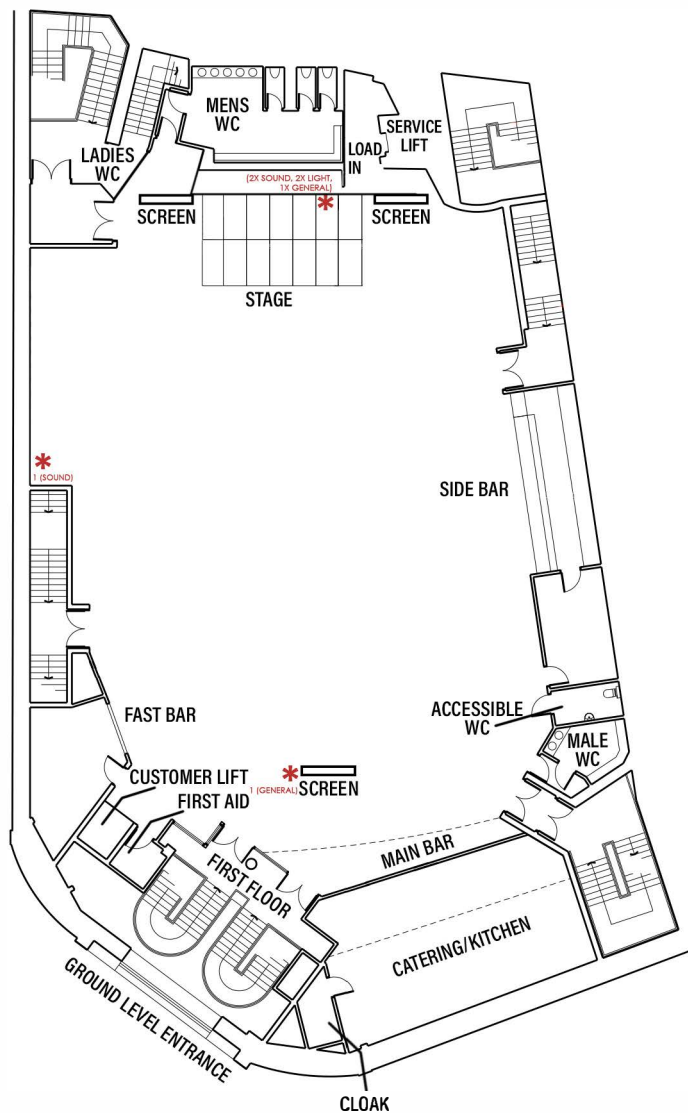 MENS
WC
SERVICE
LIFT
LADIES
WC
LOAD
IN
(2X SOUND, 2X LIGHT,
1X GENERAL)
*
SCREEN
SCREEN
STAGE
*
1 (SOUND)
SIDE BAR
FAST BAR
ACCESSIBLE
WC
MALE
WC
CUSTOMER LIFT
*
1 (GENERAL)
SCREEN
FIRST AID
MAIN BAR
FIRST FLOOR
CATERING/KITCHEN
GROUND LEVEL ENTRANCE
CLOAK